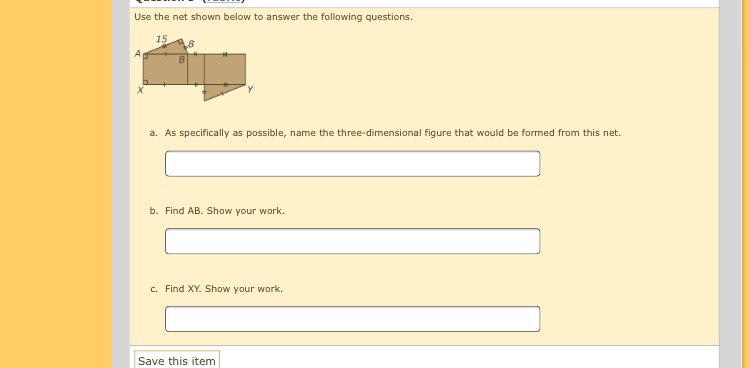 Use the net shown below to answer the following questions.
15
8
A
B
X
Y
a. As specifically as possible, name the three-dimensional figure that would be formed from this net.
b. Find AB. Show your work.
c. Find XY. Show your work.
Save this item